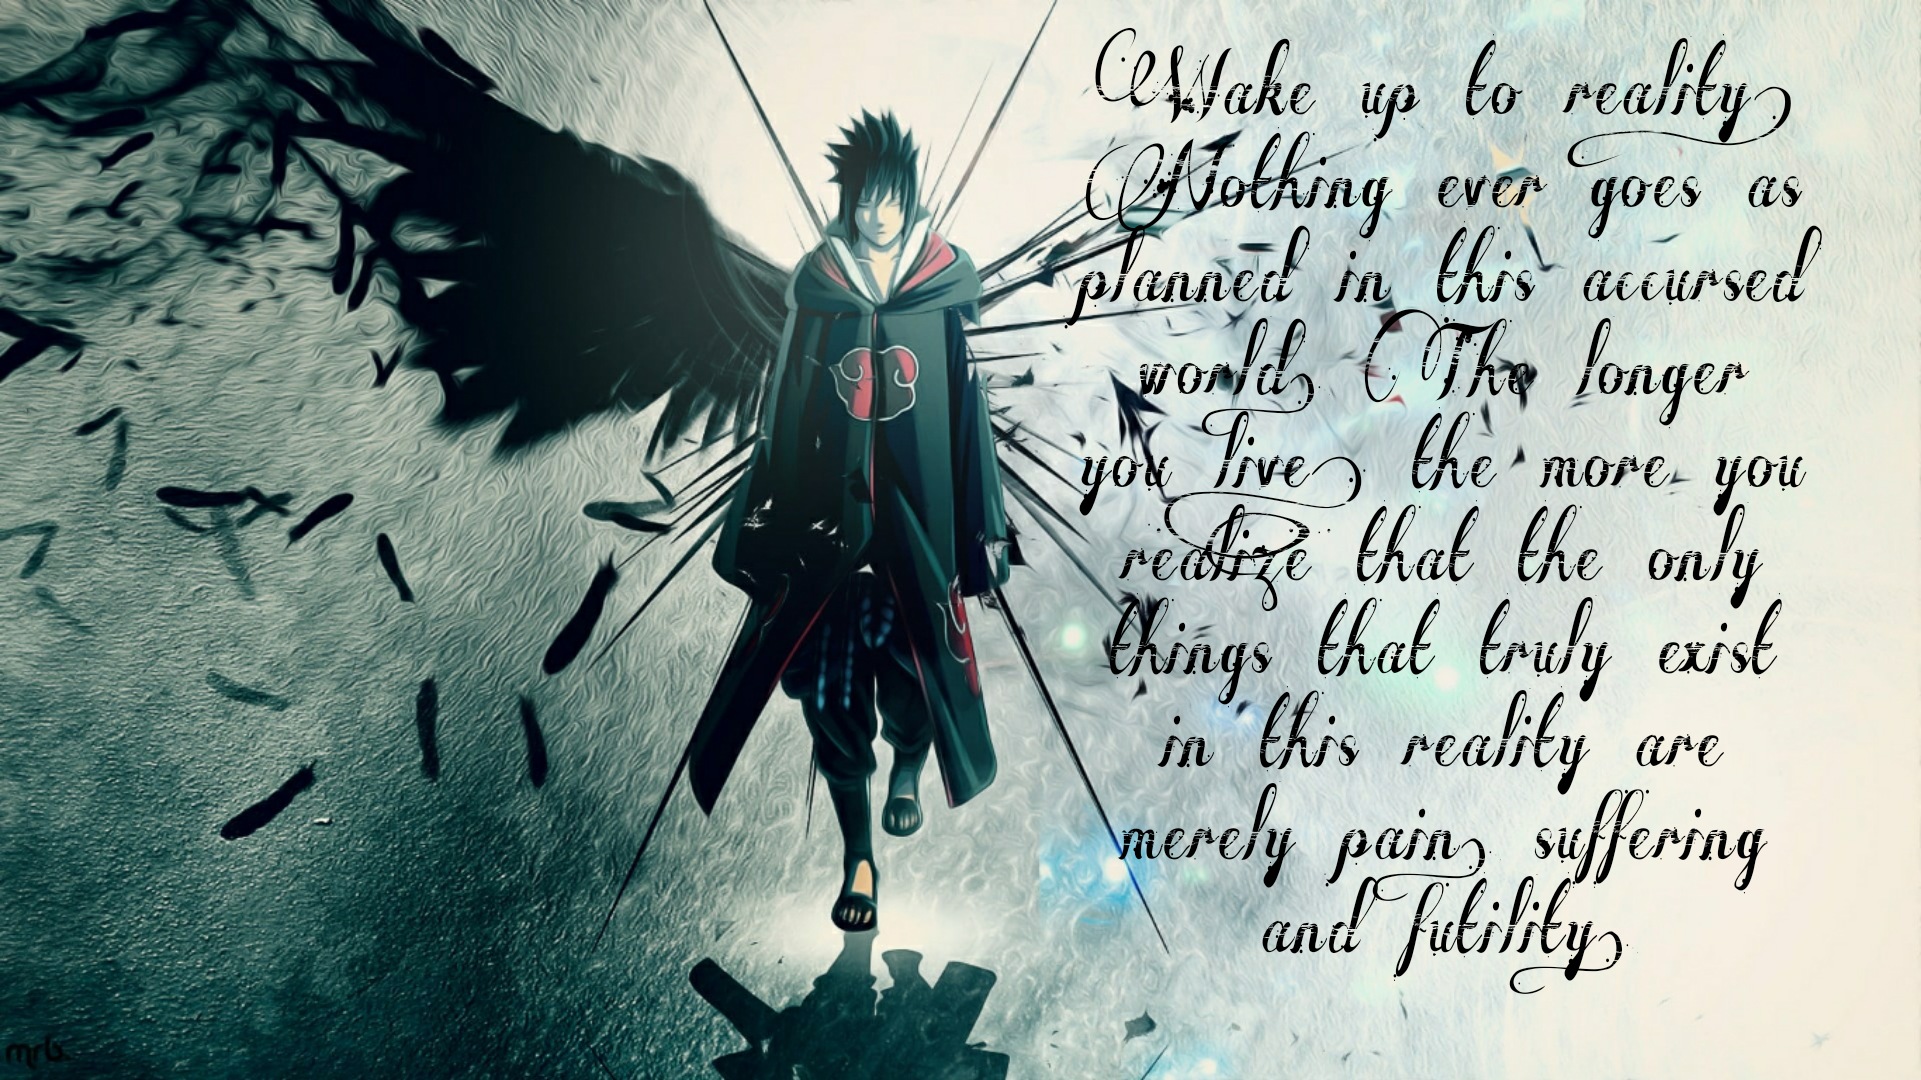 Wake up to reality
Nothing ever goes as
planned in this accursed
world. The longer
you live, the more you
realize that the only
things that truly exist
in this reality are
merely pain, suffering
and futility.
mrb.